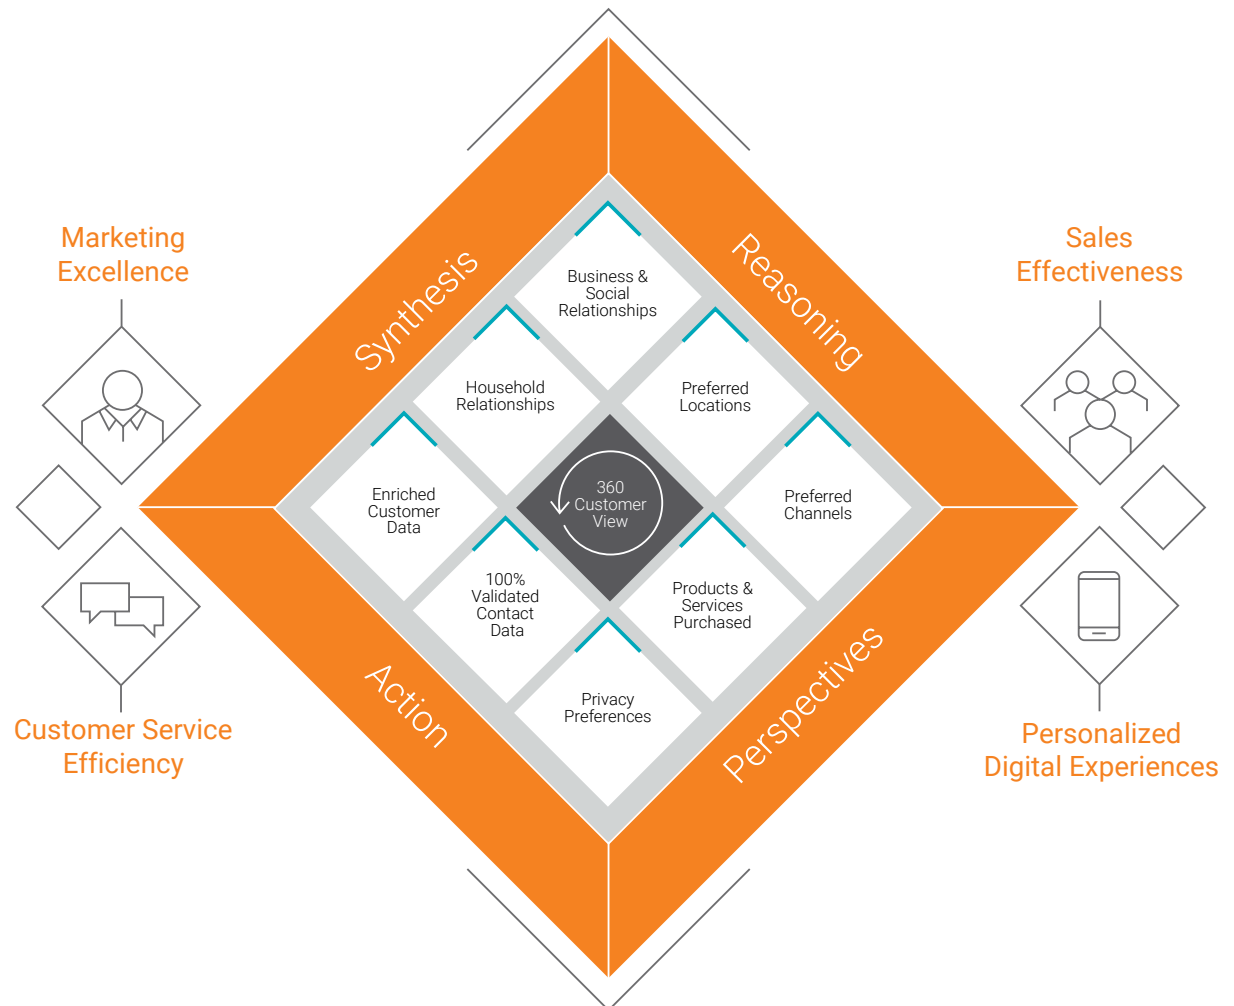 Marketing
Excellence
Sales
Effectiveness
Synthesis
Reasoning
Business &
Social
Relationships
Household
Relationships
Preferred
Locations
Enriched
Customer
Data
360
Customer
View
Preferred
Channels
100%
Validated
Contact
Data
Products &
Services
Purchased
Privacy
Preferences
Action
Perspectives
Customer Service
Efficiency
Personalized
Digital Experiences